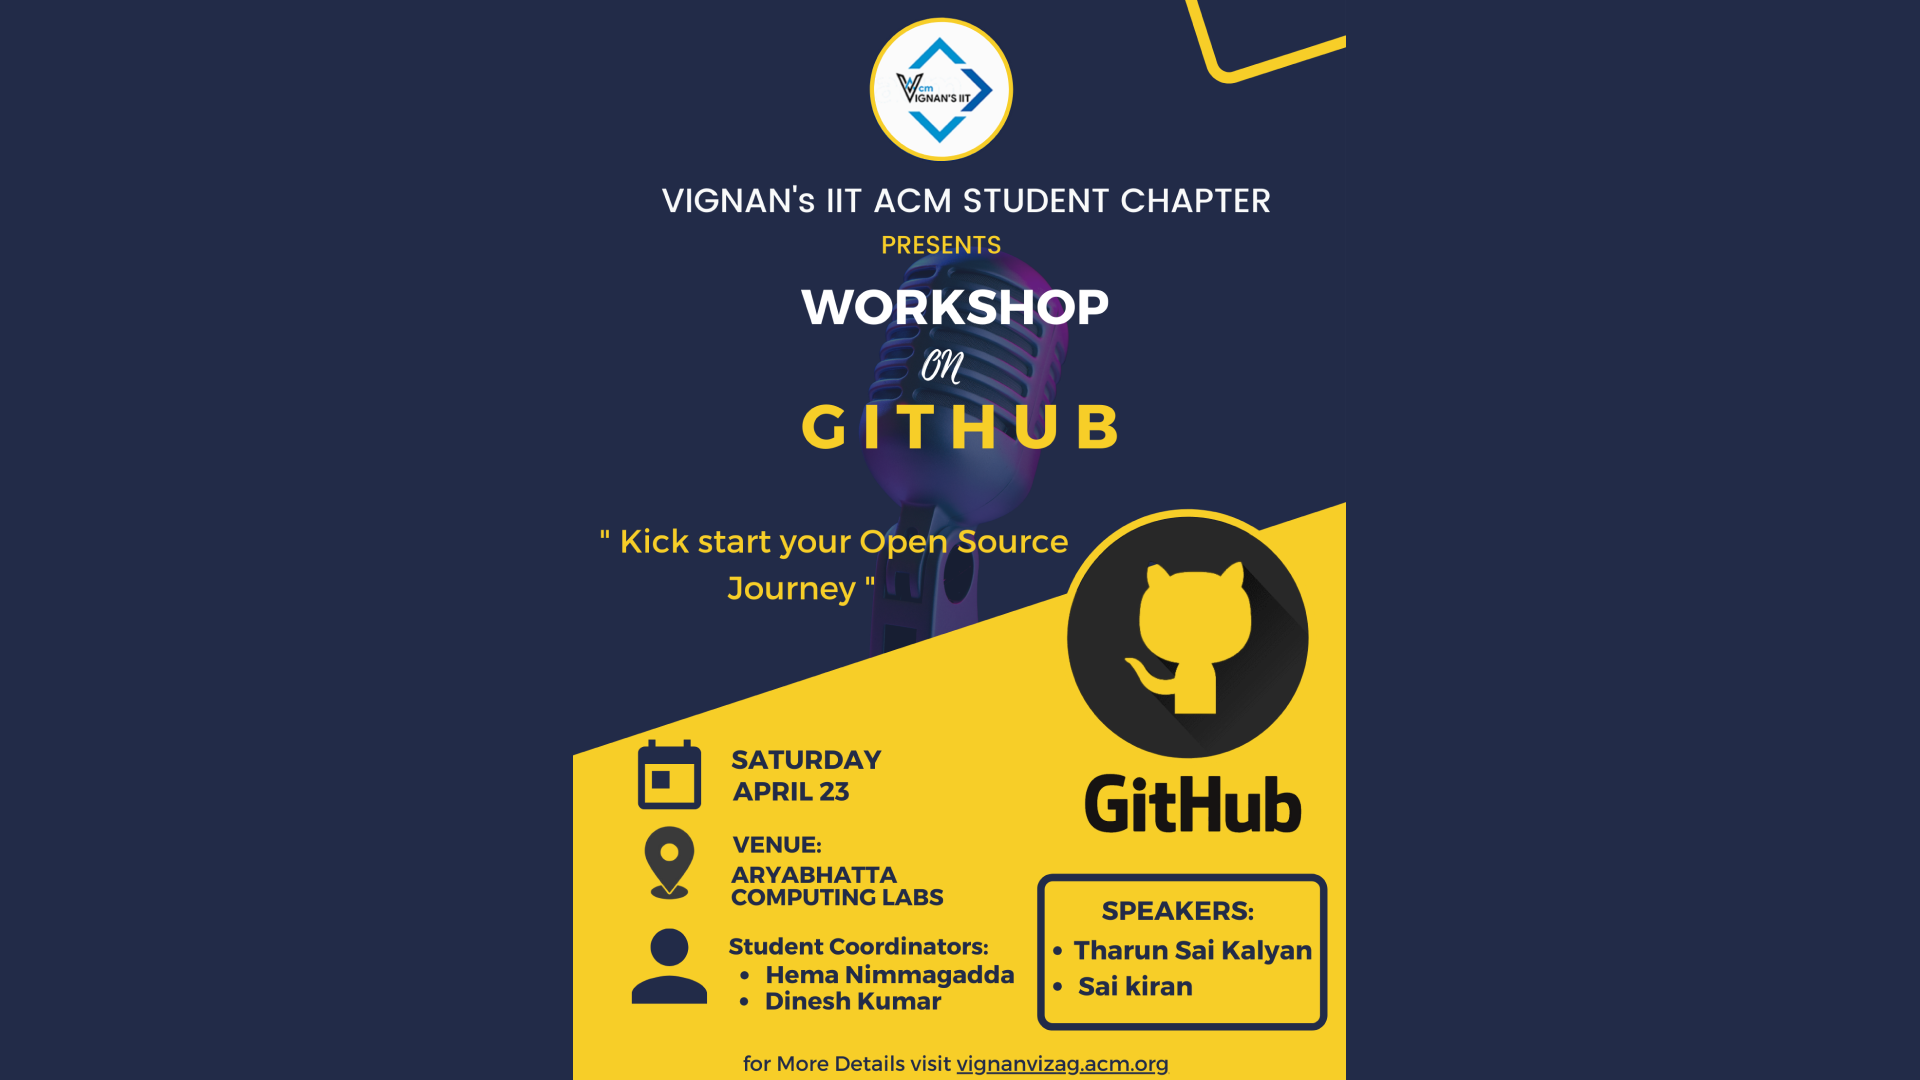 Vcm
VIGNAN'S IIT
VIGNAN's IIT ACM STUDENT CHAPTER
PRESENTS
WORKSHOP
ON
GITHUB
" Kick start your Open Source
Journey "
GitHub
SATURDAY
APRIL 23
VENUE:
ARYABHATTA
COMPUTING LABS
Student Coordinators:
• Hema Nimmagadda
• Dinesh Kumar
SPEAKERS:
• Tharun Sai Kalyan
• Sai kiran
for More Details visit vignanvizag.acm.org